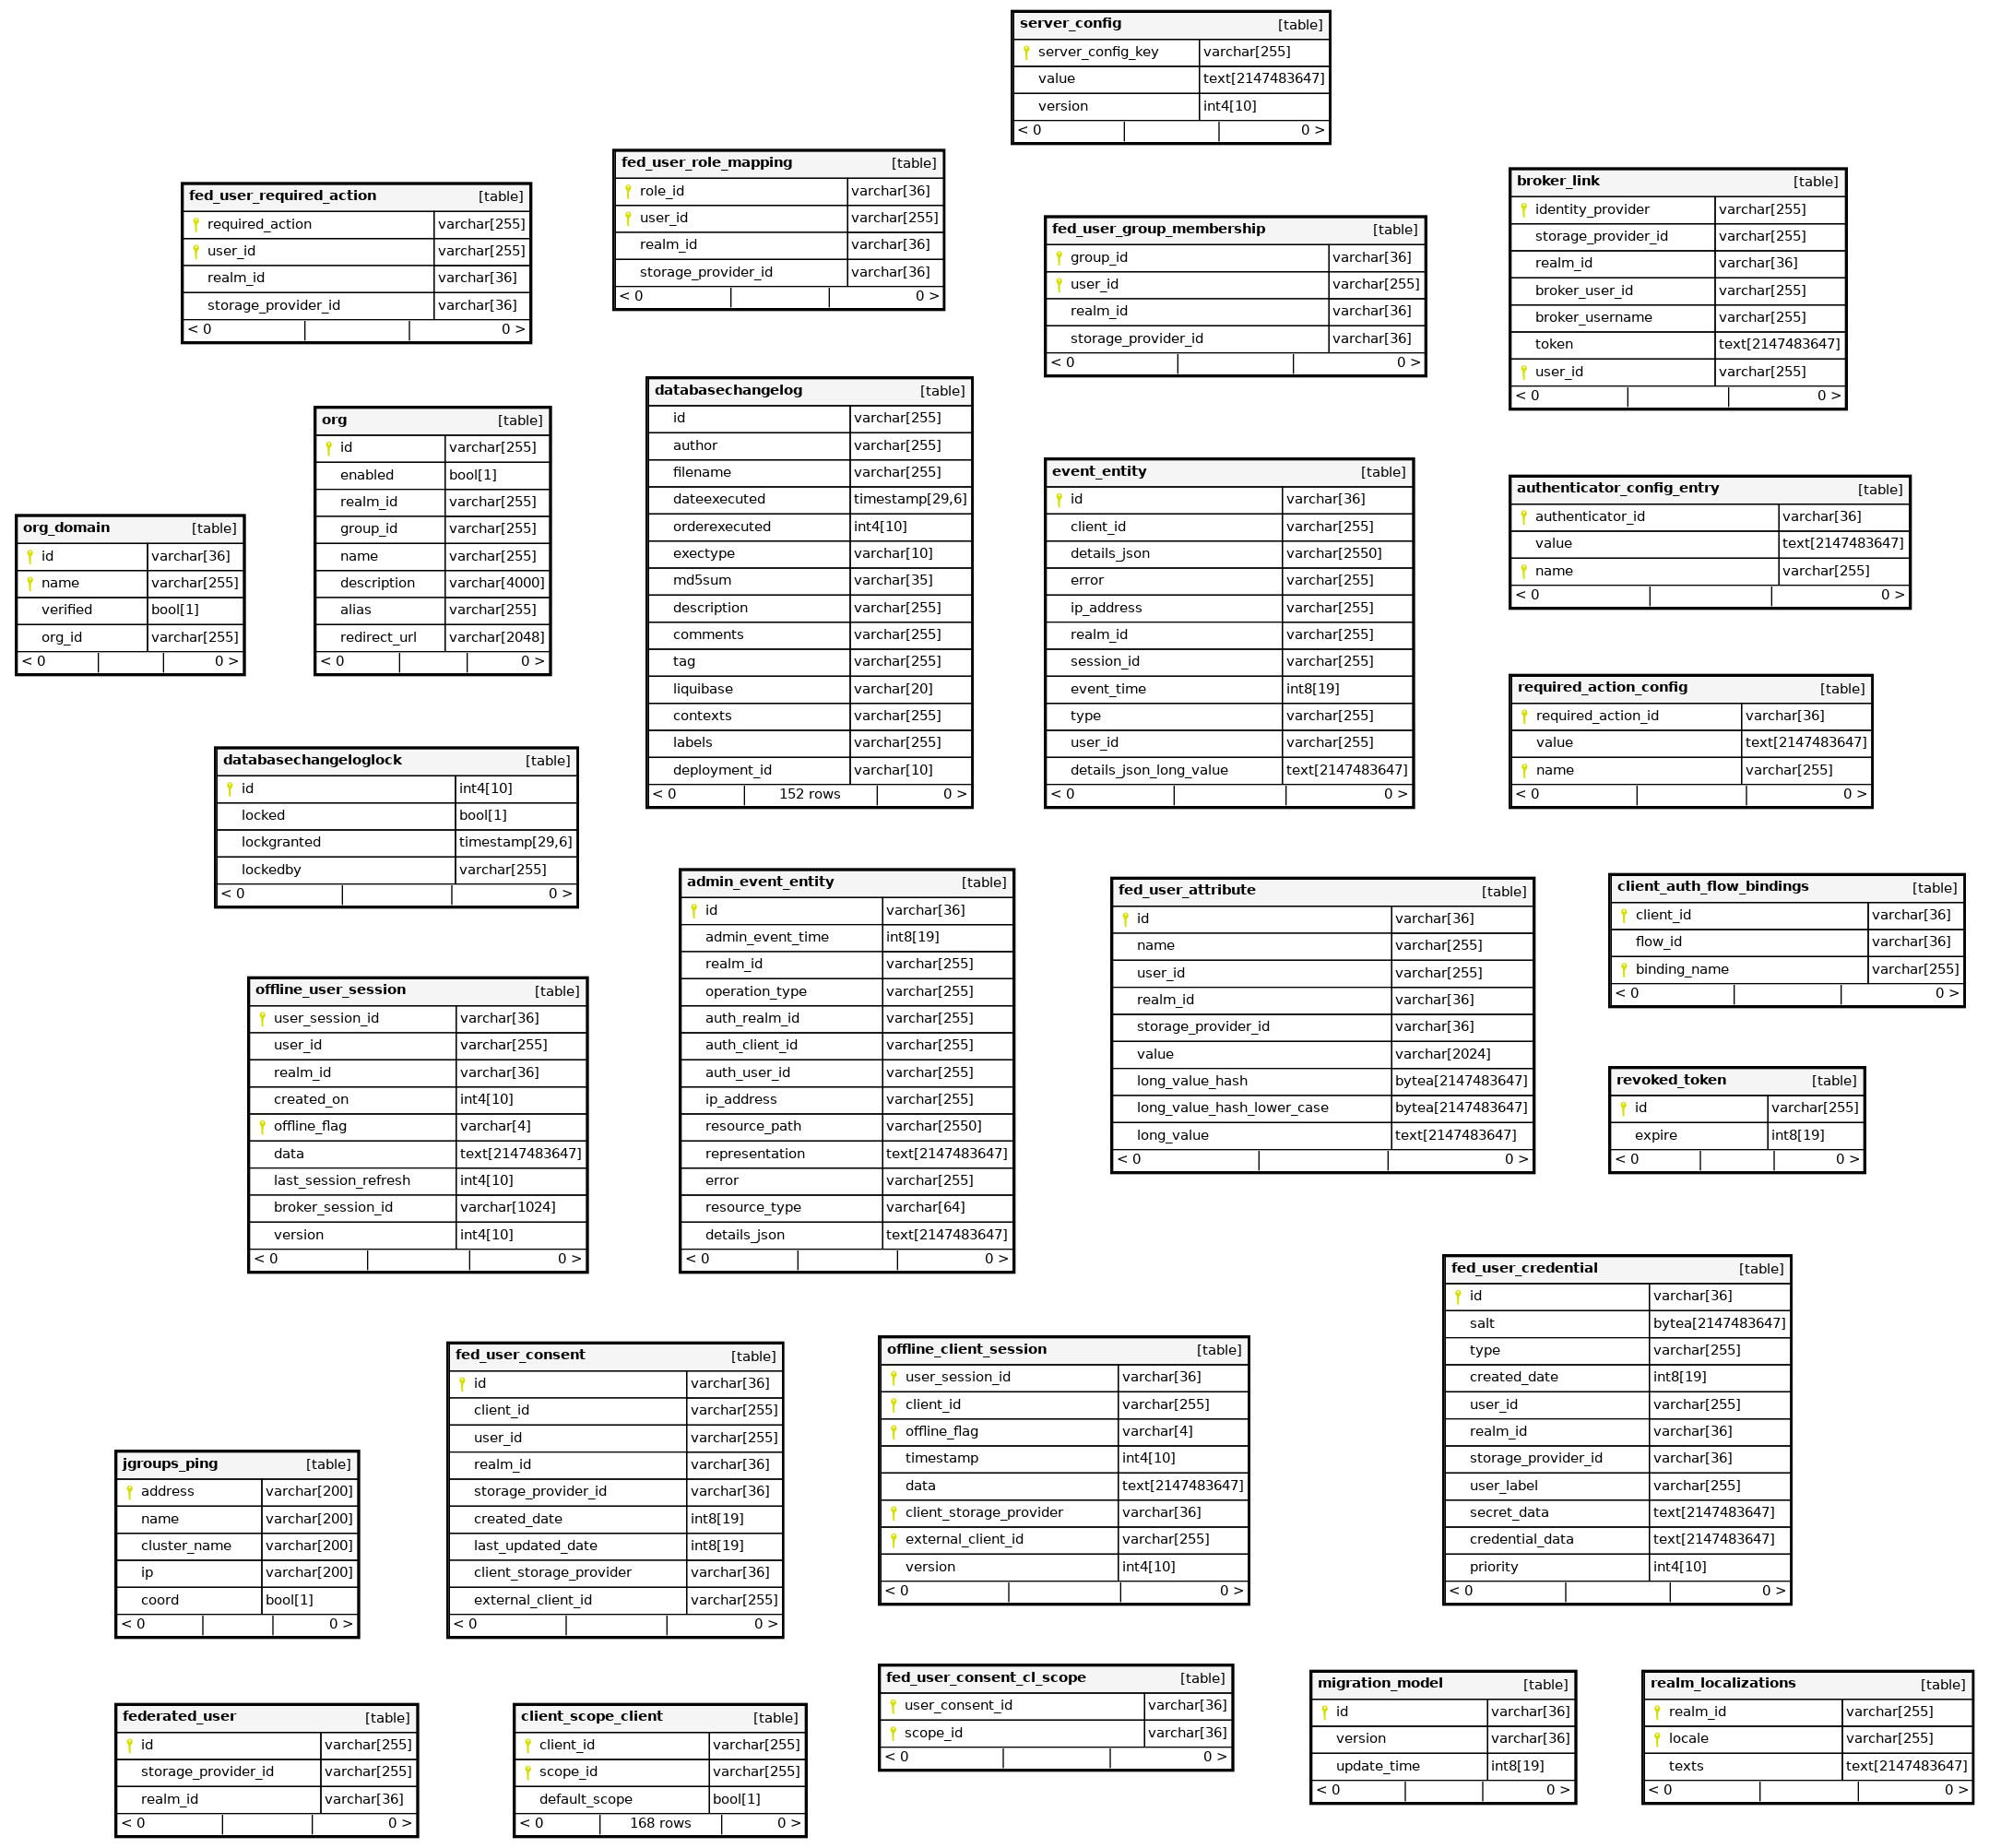 server_config [table]
server_config_key varchar[255]
value text[2147483647]
version int4[10]
< 0 0 >
fed_user_role_mapping [table]
role_id varchar[36]
user_id varchar[255]
realm_id varchar[36]
storage_provider_id varchar[36]
< 0 0 >
broker_link [table]
identity_provider varchar[255]
storage_provider_id varchar[255]
realm_id varchar[36]
broker_user_id varchar[255]
broker_username varchar[255]
token text[2147483647]
user_id varchar[255]
< 0 0 >
fed_user_required_action [table]
required_action varchar[255]
user_id varchar[255]
realm_id varchar[36]
storage_provider_id varchar[36]
< 0 0 >
fed_user_group_membership [table]
group_id varchar[36]
user_id varchar[255]
realm_id varchar[36]
storage_provider_id varchar[36]
< 0 0 >
databasechangelog [table]
id varchar[255]
author varchar[255]
filename varchar[255]
dateexecuted timestamp[29,6]
orderexecuted int4[10]
exectype varchar[10]
md5sum varchar[35]
description varchar[255]
comments varchar[255]
tag varchar[255]
liquibase varchar[20]
contexts varchar[255]
labels varchar[255]
deployment_id varchar[10]
< 0 152 rows 0 >
org [table]
id varchar[255]
enabled bool[1]
realm_id varchar[255]
group_id varchar[255]
name varchar[255]
description varchar[4000]
alias varchar[255]
redirect_url varchar[2048]
< 0 0 >
event_entity [table]
id varchar[36]
client_id varchar[255]
details_json varchar[2550]
error varchar[255]
ip_address varchar[255]
realm_id varchar[255]
session_id varchar[255]
event_time int8[19]
type varchar[255]
user_id varchar[255]
details_json_long_value text[2147483647]
< 0 0 >
authenticator_config_entry [table]
authenticator_id varchar[36]
value text[2147483647]
name varchar[255]
< 0 0 >
org_domain [table]
id varchar[36]
name varchar[255]
verified bool[1]
org_id varchar[255]
< 0 0 >
required_action_config [table]
required_action_id varchar[36]
value text[2147483647]
name varchar[255]
< 0 0 >
databasechangeloglock [table]
id int4[10]
locked bool[1]
lockgranted timestamp[29,6]
lockedby varchar[255]
< 0 0 >
admin_event_entity [table]
id varchar[36]
admin_event_time int8[19]
realm_id varchar[255]
operation_type varchar[255]
auth_realm_id varchar[255]
auth_client_id varchar[255]
auth_user_id varchar[255]
ip_address varchar[255]
resource_path varchar[2550]
representation text[2147483647]
error varchar[255]
resource_type varchar[64]
details_json text[2147483647]
< 0 0 >
fed_user_attribute [table]
id varchar[36]
name varchar[255]
user_id varchar[255]
realm_id varchar[36]
storage_provider_id varchar[36]
value varchar[2024]
long_value_hash bytea[2147483647]
long_value_hash_lower_case bytea[2147483647]
long_value text[2147483647]
< 0 0 >
client_auth_flow_bindings [table]
client_id varchar[36]
flow_id varchar[36]
binding_name varchar[255]
< 0 0 >
offline_user_session [table]
user_session_id varchar[36]
user_id varchar[255]
realm_id varchar[36]
created_on int4[10]
offline_flag varchar[4]
data text[2147483647]
last_session_refresh int4[10]
broker_session_id varchar[1024]
version int4[10]
< 0 0 >
revoked_token [table]
id varchar[255]
expire int8[19]
< 0 0 >
fed_user_credential [table]
id varchar[36]
salt bytea[2147483647]
type varchar[255]
created_date int8[19]
user_id varchar[255]
realm_id varchar[36]
storage_provider_id varchar[36]
user_label varchar[255]
secret_data text[2147483647]
credential_data text[2147483647]
priority int4[10]
< 0 0 >
offline_client_session [table]
user_session_id varchar[36]
client_id varchar[255]
offline_flag varchar[4]
timestamp int4[10]
data text[2147483647]
client_storage_provider varchar[36]
external_client_id varchar[255]
version int4[10]
< 0 0 >
fed_user_consent [table]
id varchar[36]
client_id varchar[255]
user_id varchar[255]
realm_id varchar[36]
storage_provider_id varchar[36]
created_date int8[19]
last_updated_date int8[19]
client_storage_provider varchar[36]
external_client_id varchar[255]
< 0 0 >
jgroups_ping [table]
address varchar[200]
name varchar[200]
cluster_name varchar[200]
ip varchar[200]
coord bool[1]
< 0 0 >
fed_user_consent_cl_scope [table]
user_consent_id varchar[36]
scope_id varchar[36]
< 0 0 >
migration_model [table]
id varchar[36]
version varchar[36]
update_time int8[19]
< 0 0 >
realm_localizations [table]
realm_id varchar[255]
locale varchar[255]
texts text[2147483647]
< 0 0 >
federated_user [table]
id varchar[255]
storage_provider_id varchar[255]
realm_id varchar[36]
< 0 0 >
client_scope_client [table]
client_id varchar[255]
scope_id varchar[255]
default_scope bool[1]
< 0 168 rows 0 >